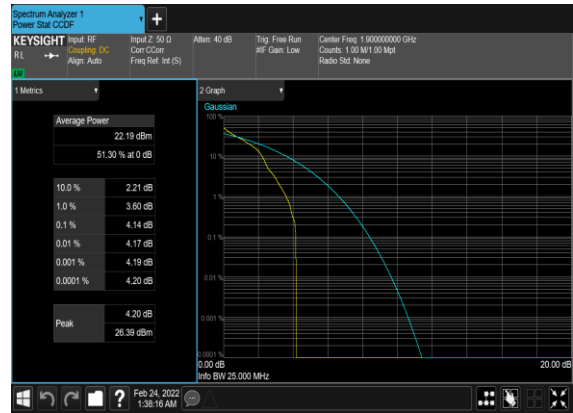 Spectrum Analyzer 1
Power Stat CCDF
KEYSIGHT
RL
Input: RF
Coupling: DC
Align: Auto
Input Z: 50 Ω
Corr CCorr
Freq Ref: Int (S)
Atten: 40 dB
Trig: Free Run
#IF Gain: Low
Center Freq: 1.900000000 GHz
Counts: 1.00 M/1.00 Mpt
Radio Std: None
1 Metrics
Average Power
22.19 dBm
51.30 % at 0 dB
10.0 % 2.21 dB
1.0 % 3.60 dB
0.1 % 4.14 dB
0.01 % 4.17 dB
0.001 % 4.19 dB
0.0001 % 4.20 dB
Peak
4.20 dB
26.39 dBm
2 Graph
Gaussian
100 %
10 %
1 %
0.1 %
0.01 %
0.001 %
0.0001 %
0.00 dB 20.00 dB
Info BW 25.000 MHz
? Feb 24, 2022
1:38:16 AM